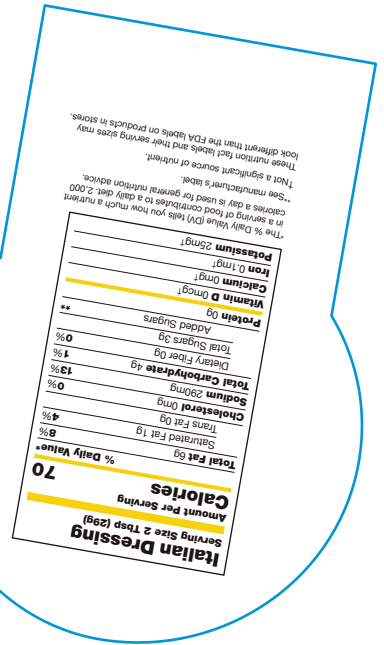 Italian Dressing
Serving Size 2 Tbsp (29g)
Amount Per Serving
Calories 70
% Daily Value*
Total Fat 6g 8%
Saturated Fat 1g 4%
Trans Fat 0g
Cholesterol 0mg 0%
Sodium 290mg 13%
Total Carbohydrate 4g 1%
Dietary Fiber 0g 0%
Total Sugars 3g
Added Sugars **
Protein 0g
Vitamin D 0mcg†
Calcium 0mg†
Iron 0.1mg†
Potassium 25mg†
*The % Daily Value (DV) tells you how much a nutrient
in a serving of food contributes to a daily diet. 2,000
calories a day is used for general nutrition advice.
**See manufacturer's label.
†Not a significant source of nutrient.
These nutrition fact labels and their serving sizes may
look different than the FDA labels on products in stores.